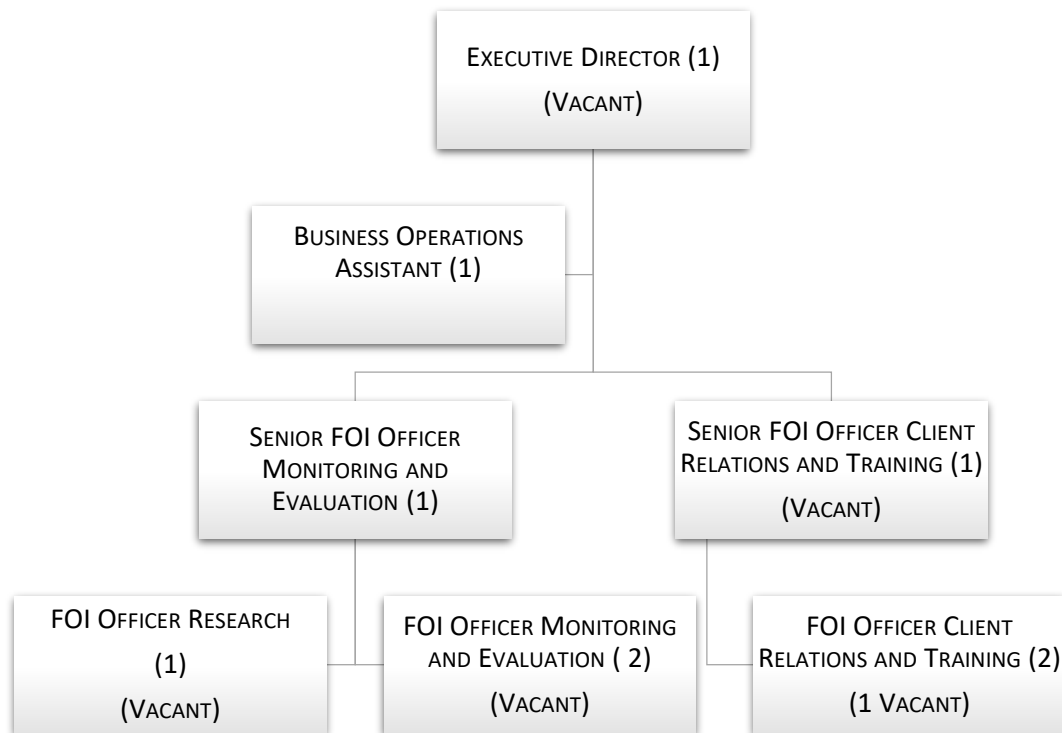 EXECUTIVE DIRECTOR (1)
(VACANT)
BUSINESS OPERATIONS
ASSISTANT (1)
SENIOR FOI OFFICER
MONITORING AND
EVALUATION (1)
SENIOR FOI OFFICER CLIENT
RELATIONS AND TRAINING (1)
(VACANT)
FOI OFFICER RESEARCH
(1)
(VACANT)
FOI OFFICER MONITORING
AND EVALUATION ( 2)
(VACANT)
FOI OFFICER CLIENT
RELATIONS AND TRAINING (2)
(1 VACANT)